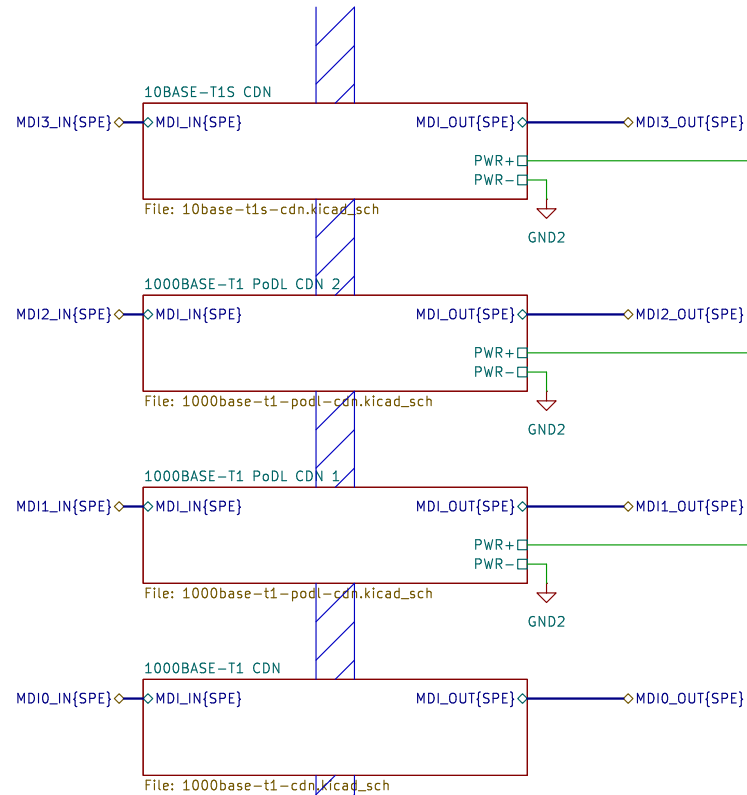 10BASE-T1S CDN
MDI3_IN{SPE} MDI_IN{SPE} MDI_OUT{SPE} MDI3_OUT{SPE}
PWR+
PWR-
File: 10base-t1s-cdn.kicad_sch
GND2
1000BASE-T1 PoDL CDN 2
MDI2_IN{SPE} MDI_IN{SPE} MDI_OUT{SPE} MDI2_OUT{SPE}
PWR+
PWR-
File: 1000base-t1-podl-cdn.kicad_sch
GND2
1000BASE-T1 PoDL CDN 1
MDI1_IN{SPE} MDI_IN{SPE} MDI_OUT{SPE} MDI1_OUT{SPE}
PWR+
PWR-
File: 1000base-t1-podl-cdn.kicad_sch
GND2
1000BASE-T1 CDN
MDI0_IN{SPE} MDI_IN{SPE} MDI_OUT{SPE} MDI0_OUT{SPE}
File: 1000base-t1-cdn.kicad_sch